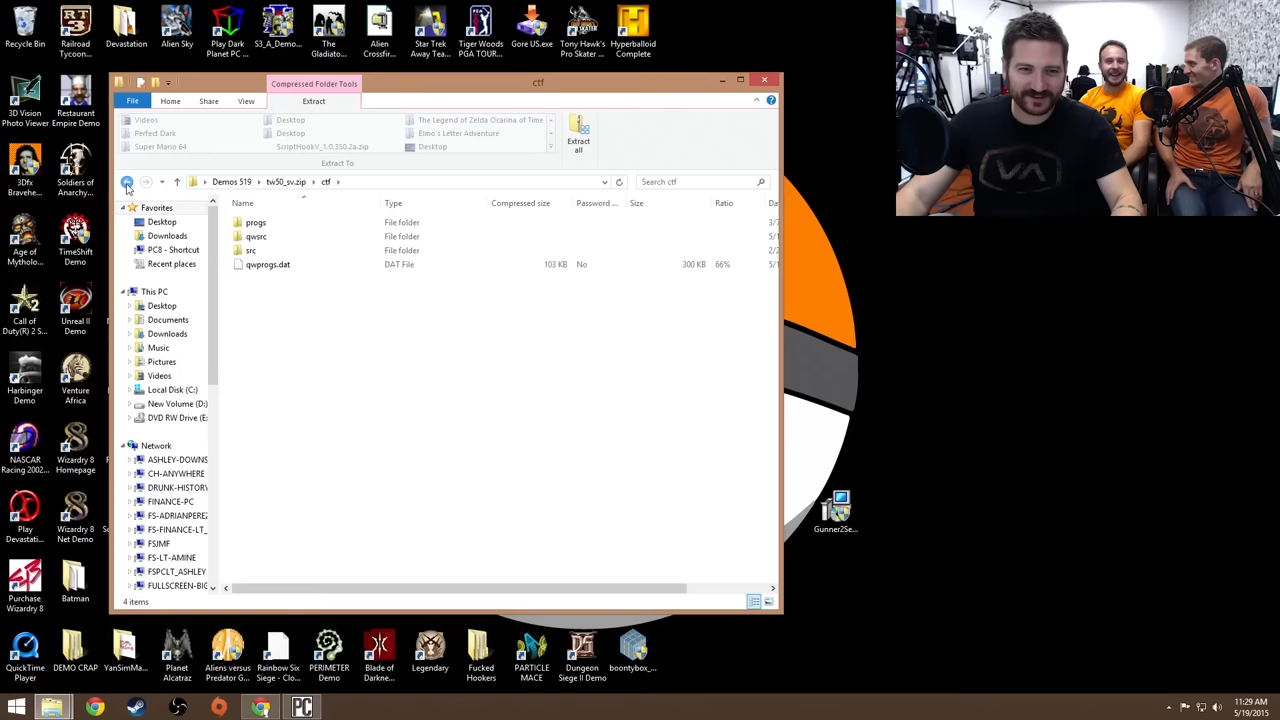 Recycle Bin
Railroad Tycoon...
Devastation
Alien Sky
Play Dark Planet PC ...
S3_A_Demo...
The Gladiato...
Alien Crossfir...
Star Trek Away Tea...
Tiger Woods PGA TOUR...
Gore US.exe
Tony Hawk's Pro Skater ...
Hyperballoid Complete
Compressed Folder Tools
ctf
File
Home
Share
View
Extract
Videos
Desktop
The Legend of Zelda Ocarina of Time
Perfect Dark
Desktop
Elmo's Letter Adventure
Super Mario 64
ScriptHookV_1.0.350.2a.zip
Desktop
Extract To
Extract all
Demos 519
tw50_sv.zip
ctf
Search ctf
Name
Type
Compressed size
Password ...
Size
Ratio
Da
progs
File folder
3/7
qwsrc
File folder
5/1
src
File folder
2/2
qwprogs.dat
DAT File
103 KB
No
300 KB
66%
5/1
Favorites
Desktop
Downloads
PC8 - Shortcut
Recent places
This PC
Desktop
Documents
Downloads
Music
Pictures
Videos
Local Disk (C:)
New Volume (D:)
DVD RW Drive (E:
Network
ASHLEY-DOWNS
CH-ANYWHERE
DRUNK-HISTORY
FINANCE-PC
FS-ADRIANPEREZ
FS-FINANCE-LT_
FSJMF
FS-LT-AMINE
FSPCLT_ASHLEY
FULLSCREEN-BIG
4 items
3D Vision Photo Viewer
Restaurant Empire Demo
3Dfx Bravehe...
Soldiers of Anarchy...
Age of Mytholo...
TimeShift Demo
Call of Duty(R) 2 S...
Unreal II Demo
Harbinger Demo
Venture Africa
NASCAR Racing 2002...
Wizardry 8 Homepage
Play Devastati...
Wizardry 8 Net Demo
Purchase Wizardry 8
Batman
Gunner2Se...
QuickTime Player
DEMO CRAP
YanSimMa...
Planet Alcatraz
Aliens versus Predator G...
Rainbow Six Siege - Clo...
PERIMETER Demo
Blade of Darkne...
Legendary
Fucked Hookers
PARTICLE MACE
Dungeon Siege II Demo
boontybox_...
PC
11:29 AM
5/19/2015